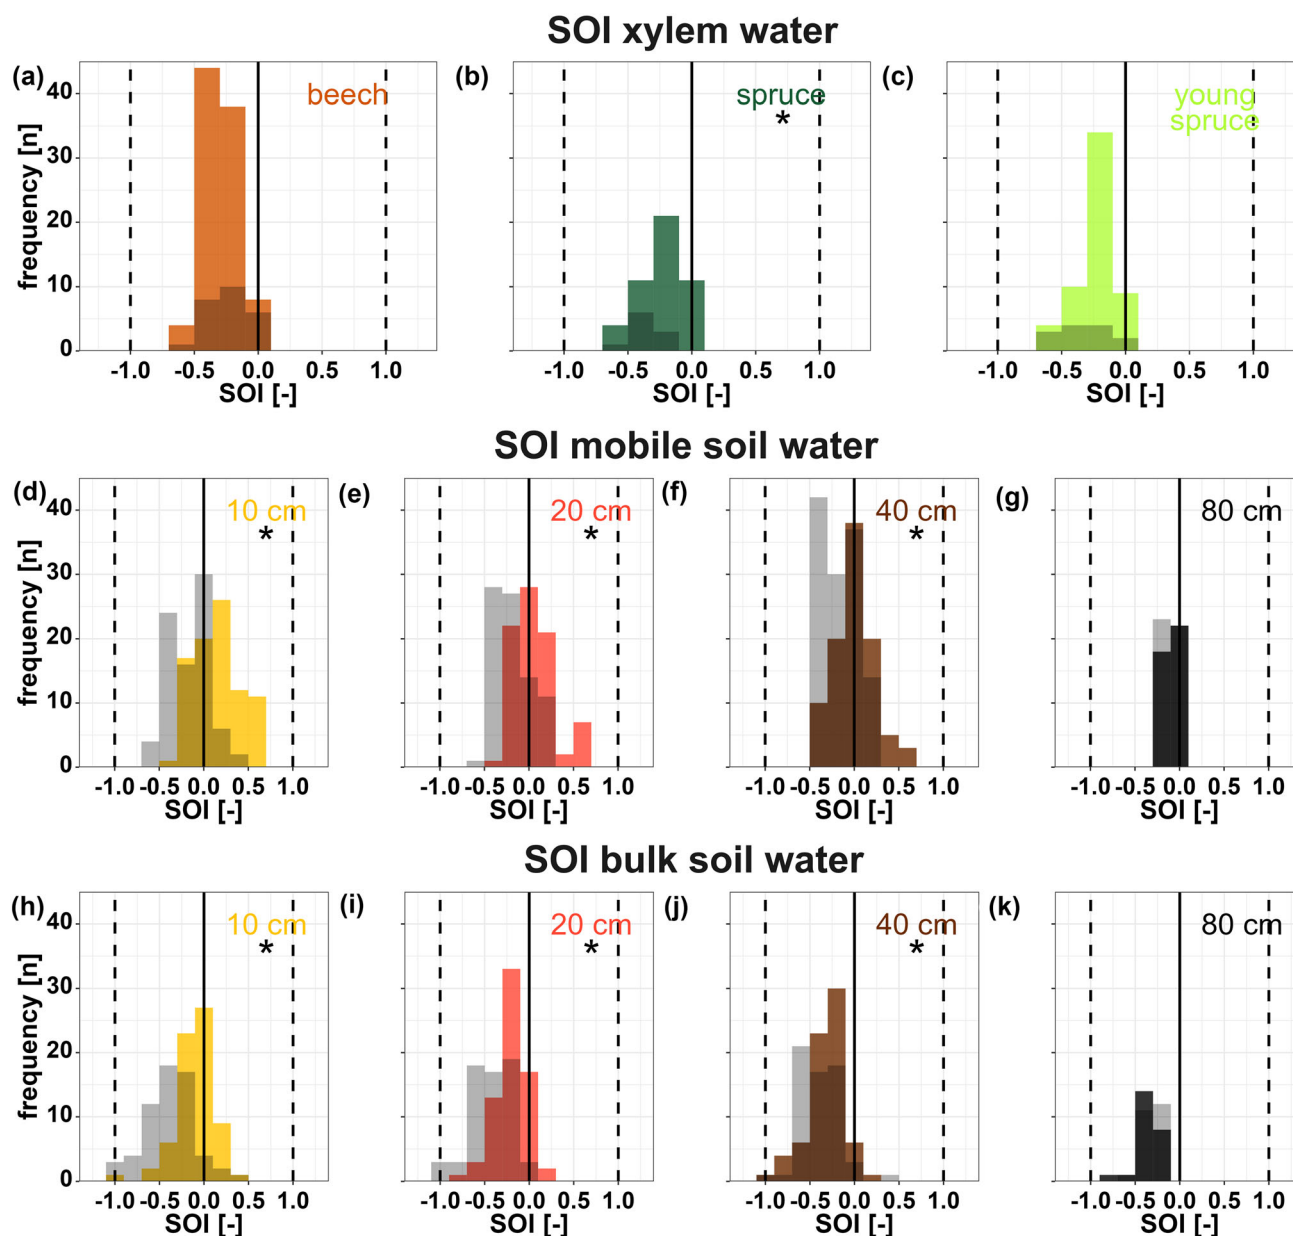 SOI xylem water
(a) (b) (c)
beech spruce young
* spruce
frequency [n]
40
30
20
10
0
-1.0 -0.5 0.0 0.5 1.0 -1.0 -0.5 0.0 0.5 1.0 -1.0 -0.5 0.0 0.5 1.0
SOI [-] SOI [-] SOI [-]
SOI mobile soil water
(d) (e) (f) (g)
10 cm 20 cm 40 cm 80 cm
* * *
frequency [n]
40
30
20
10
0
-1.0 -0.5 0.0 0.5 1.0 -1.0 -0.5 0.0 0.5 1.0 -1.0 -0.5 0.0 0.5 1.0 -1.0 -0.5 0.0 0.5 1.0
SOI [-] SOI [-] SOI [-] SOI [-]
SOI bulk soil water
(h) (i) (j) (k)
10 cm 20 cm 40 cm 80 cm
* * *
frequency [n]
40
30
20
10
0
-1.0 -0.5 0.0 0.5 1.0 -1.0 -0.5 0.0 0.5 1.0 -1.0 -0.5 0.0 0.5 1.0 -1.0 -0.5 0.0 0.5 1.0
SOI [-] SOI [-] SOI [-] SOI [-]